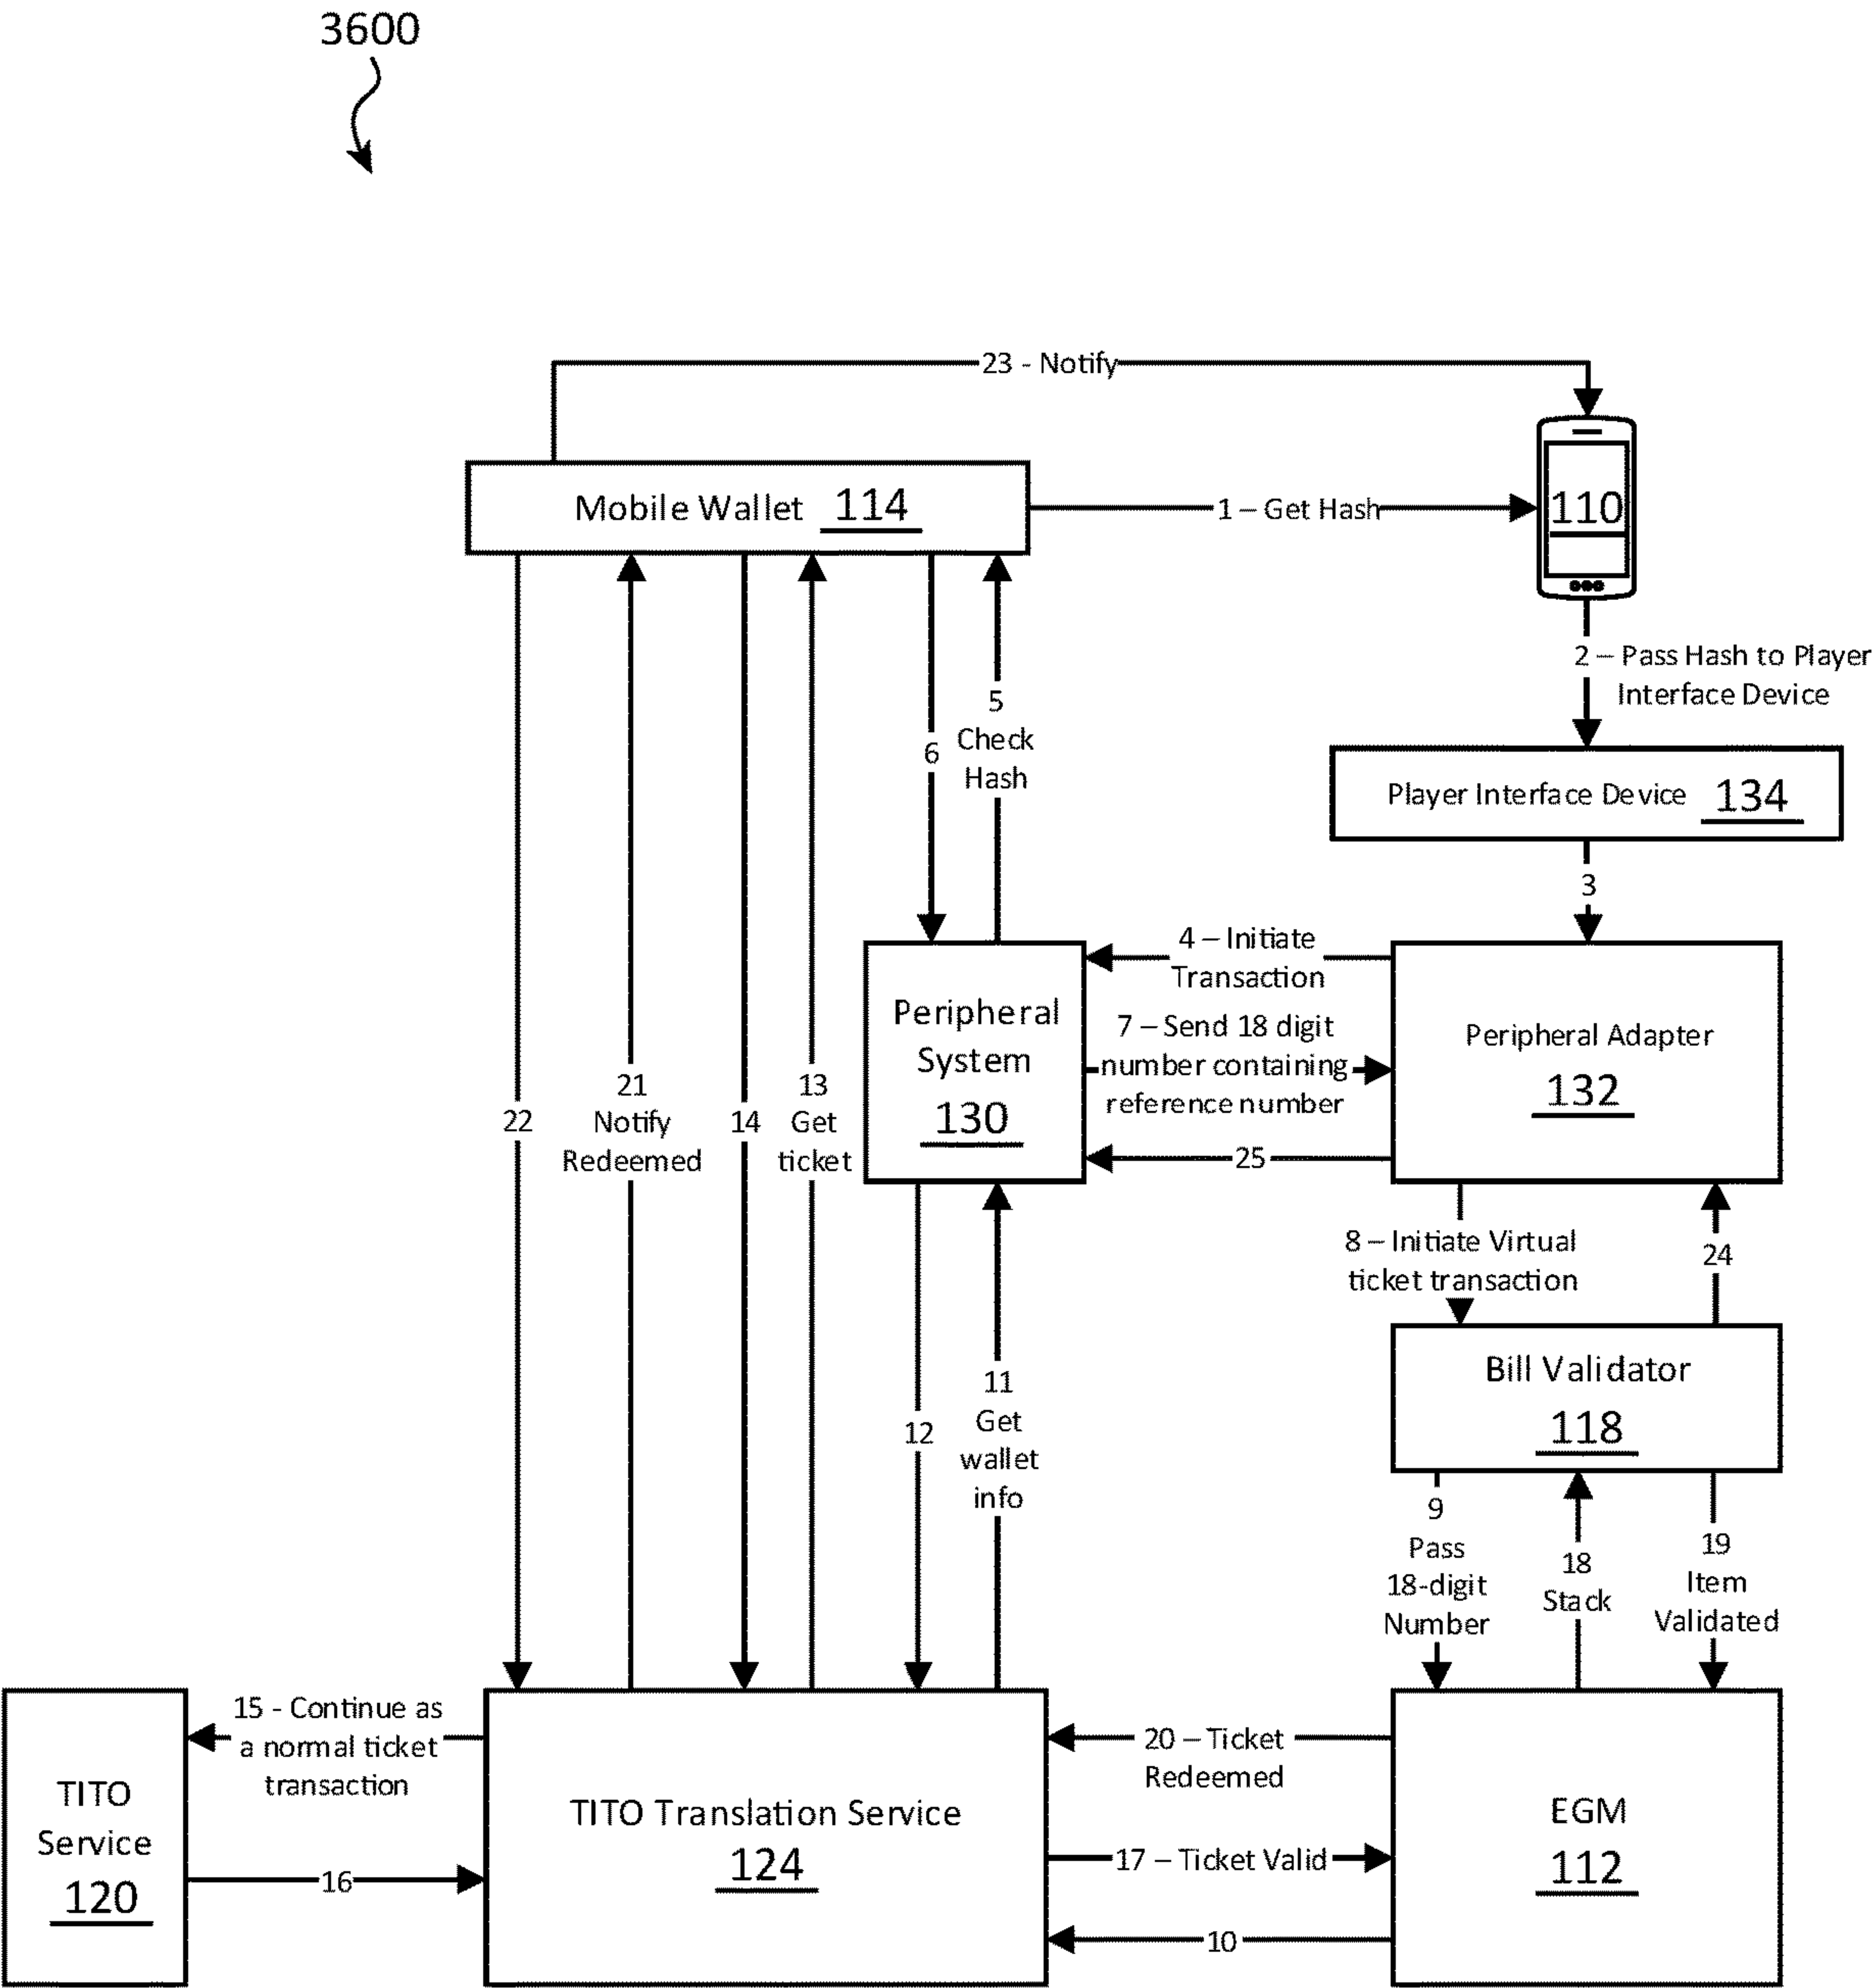 3600
23 - Notify
Mobile Wallet 114
1 – Get Hash
110
2 – Pass Hash to Player
Interface Device
Player Interface Device 134
3
5
Check
Hash
6
4 – Initiate
Transaction
Peripheral
System
130
7 – Send 18 digit
number containing
reference number
Peripheral Adapter
132
25
22
21
Notify
Redeemed
14
13
Get
ticket
8 – Initiate Virtual
ticket transaction
24
Bill Validator
118
12
11
Get
wallet
info
9
Pass
18-digit
Number
18
Stack
19
Item
Validated
15 - Continue as
a normal ticket
transaction
TITO
Service
120
16
TITO Translation Service
124
20 – Ticket
Redeemed
17 – Ticket Valid
10
EGM
112